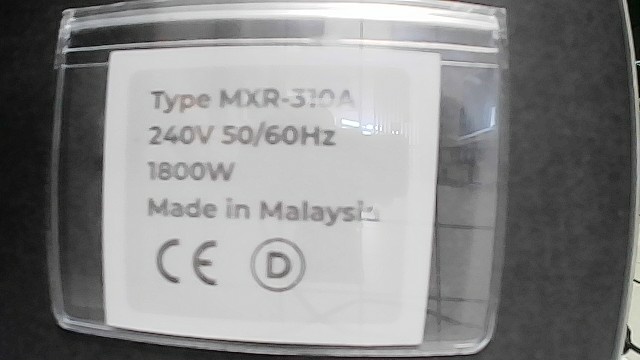 Type MXR-310A
240V 50/60Hz
1800W
Made in Malaysia
CE D